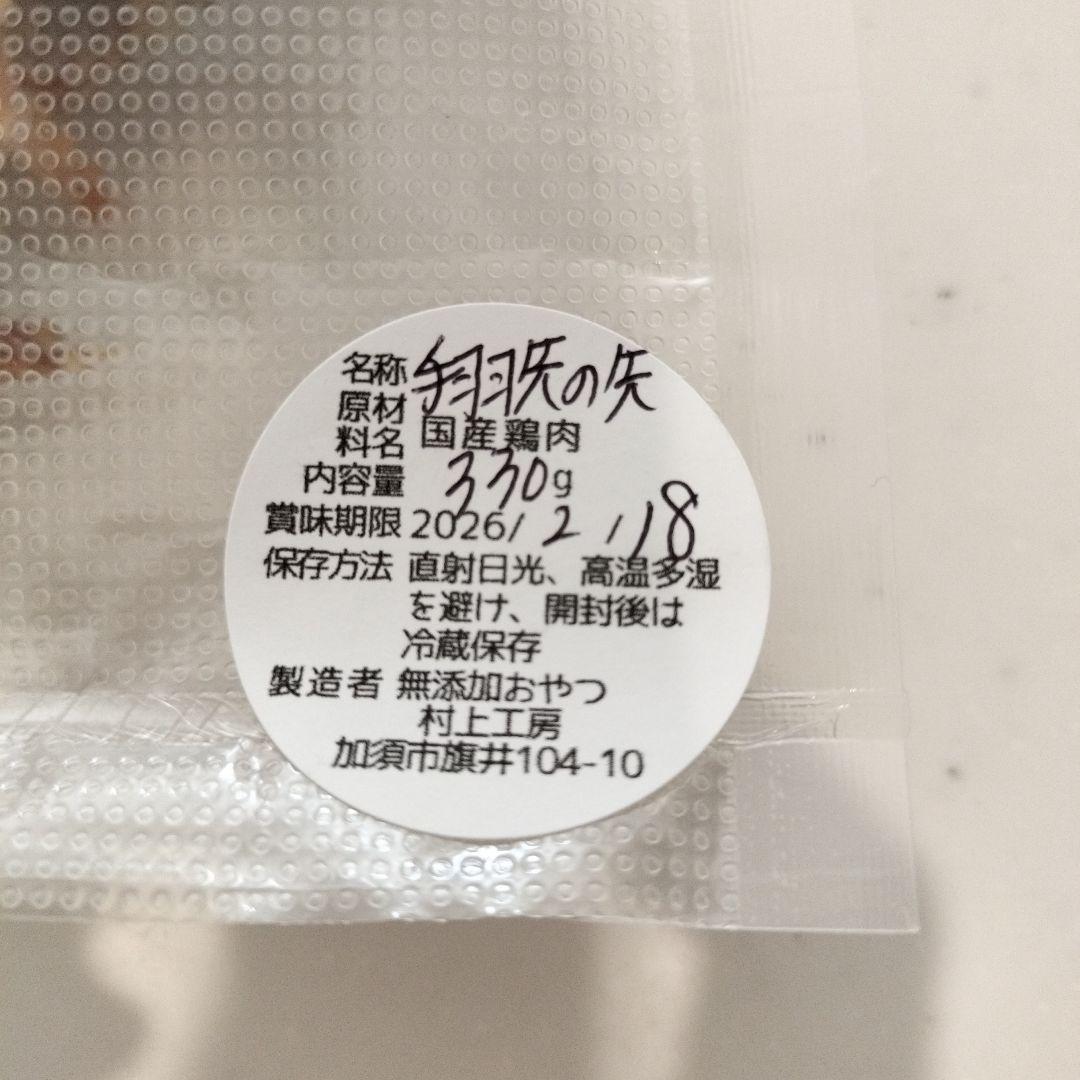 名称 手羽先の先
原材料名 国産鶏肉
内容量 330g
賞味期限 2026/2/18
保存方法 直射日光、高温多湿
を避け、開封後は
冷蔵保存
製造者 無添加おやつ
村上工房
加須市旗井104-10